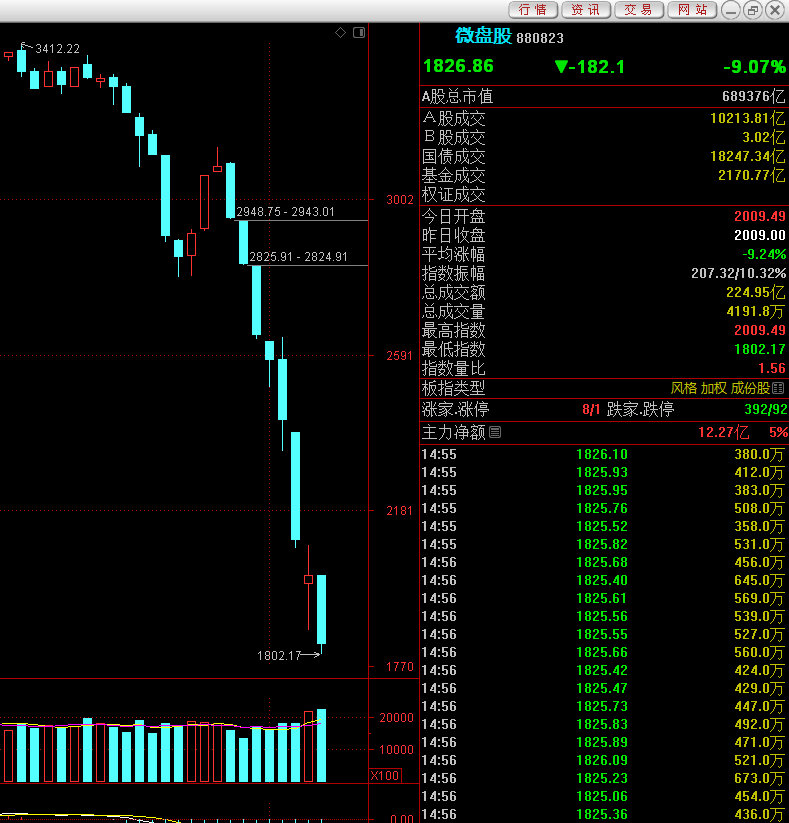 行情 资讯 交易 网站
3412.22
2948.75 - 2943.01
2825.91 - 2824.91
1802.17
3002
2591
2181
1770
20000
10000
X100
0.00
微盘股 880823
1826.86 ▼-182.1 -9.07%
A股总市值 689376亿
A股成交 10213.81亿
B股成交 3.02亿
国债成交 18247.34亿
基金成交 2170.77亿
权证成交
今日开盘 2009.49
昨日收盘 2009.00
平均涨幅 -9.24%
指数振幅 207.32/10.32%
总成交额 224.95亿
总成交量 4191.8万
最高指数 2009.49
最低指数 1802.17
指数量比 1.56
板指类型 风格 加权 成份股
涨家.涨停 8/1 跌家.跌停 392/92
主力净额 12.27亿 5%
14:55 1826.10 380.0万
14:55 1825.93 412.0万
14:55 1825.95 383.0万
14:55 1825.76 508.0万
14:55 1825.52 358.0万
14:55 1825.82 531.0万
14:56 1825.68 456.0万
14:56 1825.40 645.0万
14:56 1825.61 569.0万
14:56 1825.56 539.0万
14:56 1825.55 527.0万
14:56 1825.66 560.0万
14:56 1825.42 424.0万
14:56 1825.47 429.0万
14:56 1825.73 447.0万
14:56 1825.83 492.0万
14:56 1825.89 471.0万
14:56 1826.09 521.0万
14:56 1825.23 673.0万
14:56 1825.06 454.0万
14:56 1825.36 436.0万